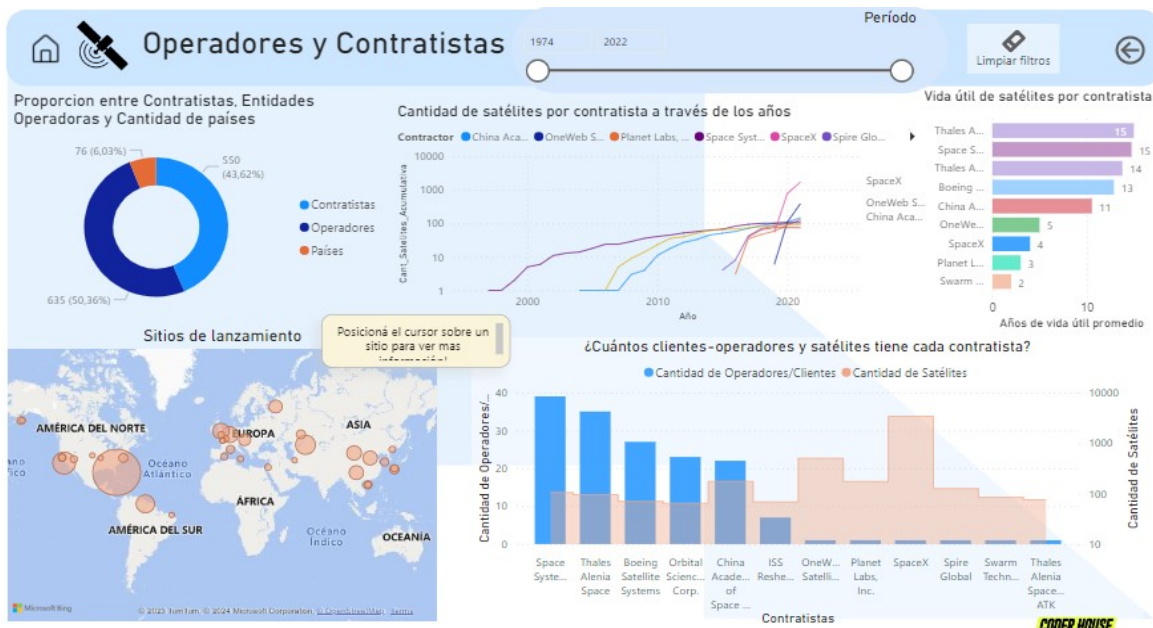 Operadores y Contratistas
Período
1974 2022
Limpiar filtros
Proporcion entre Contratistas, Entidades
Operadoras y Cantidad de países
76 (6,03%)
550
(43,62%)
635 (50,36%)
Contratistas
Operadores
Países
Cantidad de satélites por contratista a través de los años
Contractor China Aca... OneWeb S... Planet Labs, ... Space Syst... SpaceX Spire Glo...
Cant_Satelites_Acumulativa
10000
1000
100
10
1
2000 2010 2020
Año
SpaceX
OneWeb S...
China Aca...
Vida útil de satélites por contratista
Thales A... 15
Space S... 15
Thales A... 14
Boeing ... 13
China A... 11
OneWe... 5
SpaceX 4
Planet L... 3
Swarm ... 2
0 10
Años de vida útil promedio
Sitios de lanzamiento
Posicioná el cursor sobre un
sitio para ver mas
información!
AMÉRICA DEL NORTE
EUROPA
ASIA
Océano
Atlántico
ÁFRICA
AMÉRICA DEL SUR
Océano
Índico
OCEANÍA
Microsoft Bing
© 2023 TomTom, © 2024 Microsoft Corporation, © OpenStreetMap Terms
¿Cuántos clientes-operadores y satélites tiene cada contratista?
Cantidad de Operadores/Clientes Cantidad de Satélites
Cantidad de Operadores/...
40
30
20
10
0
Cantidad de Satélites
10000
1000
100
10
Space
Syste...
Thales
Alenia
Space
Boeing
Satellite
Systems
Orbital
Scienc...
Corp.
China
Acade...
of
Space ...
ISS
Reshe...
OneW...
Satelli...
Planet
Labs,
Inc.
SpaceX
Spire
Global
Swarm
Techn...
Thales
Alenia
Space...
ATK
Contratistas
CODER HOUSE